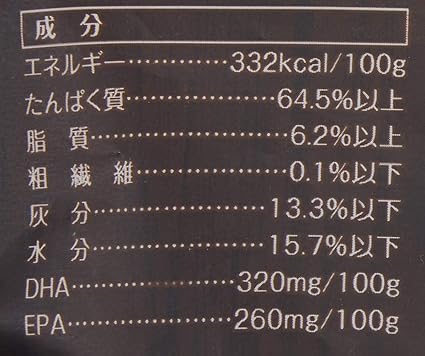 成分
エネルギー…………332kcal/100g
たんぱく質……………64.5%以上
脂質……………………6.2%以上
粗繊維…………………0.1%以下
灰分……………………13.3%以下
水分……………………15.7%以下
DHA……………320mg/100g
EPA……………260mg/100g